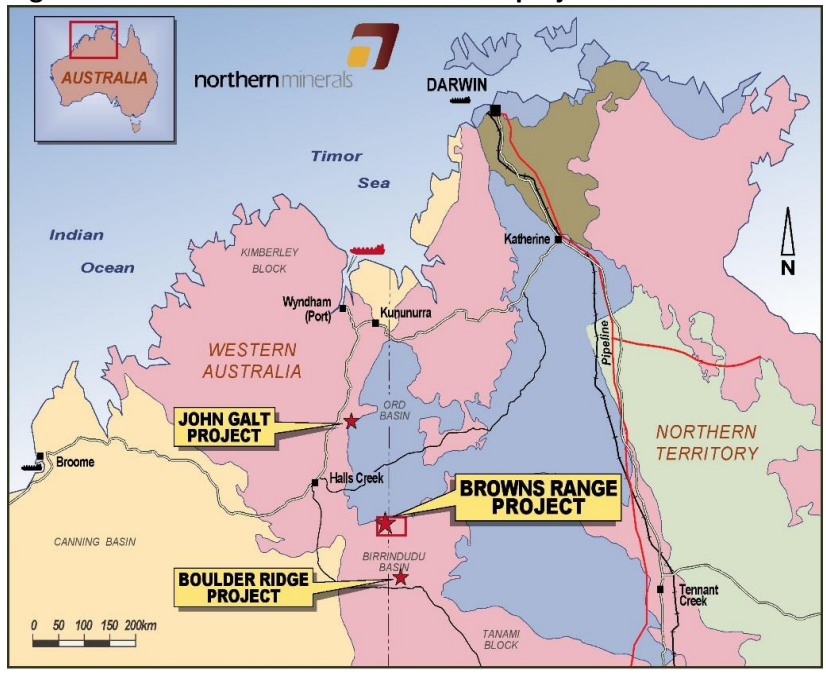 AUSTRALIA
northernminerals
DARWIN
Timor
Sea
Indian
Ocean
KIMBERLEY
BLOCK
Katherine
N
Wyndham
(Port)
Kununurra
Pipeline
WESTERN
AUSTRALIA
ORD
BASIN
JOHN GALT
PROJECT
NORTHERN
TERRITORY
Broome
Halls Creek
BROWNS RANGE
PROJECT
CANNING BASIN
BIRRINDUDU
BASIN
BOULDER RIDGE
PROJECT
Tennant
Creek
0 50 100 150 200km
TANAMI
BLOCK